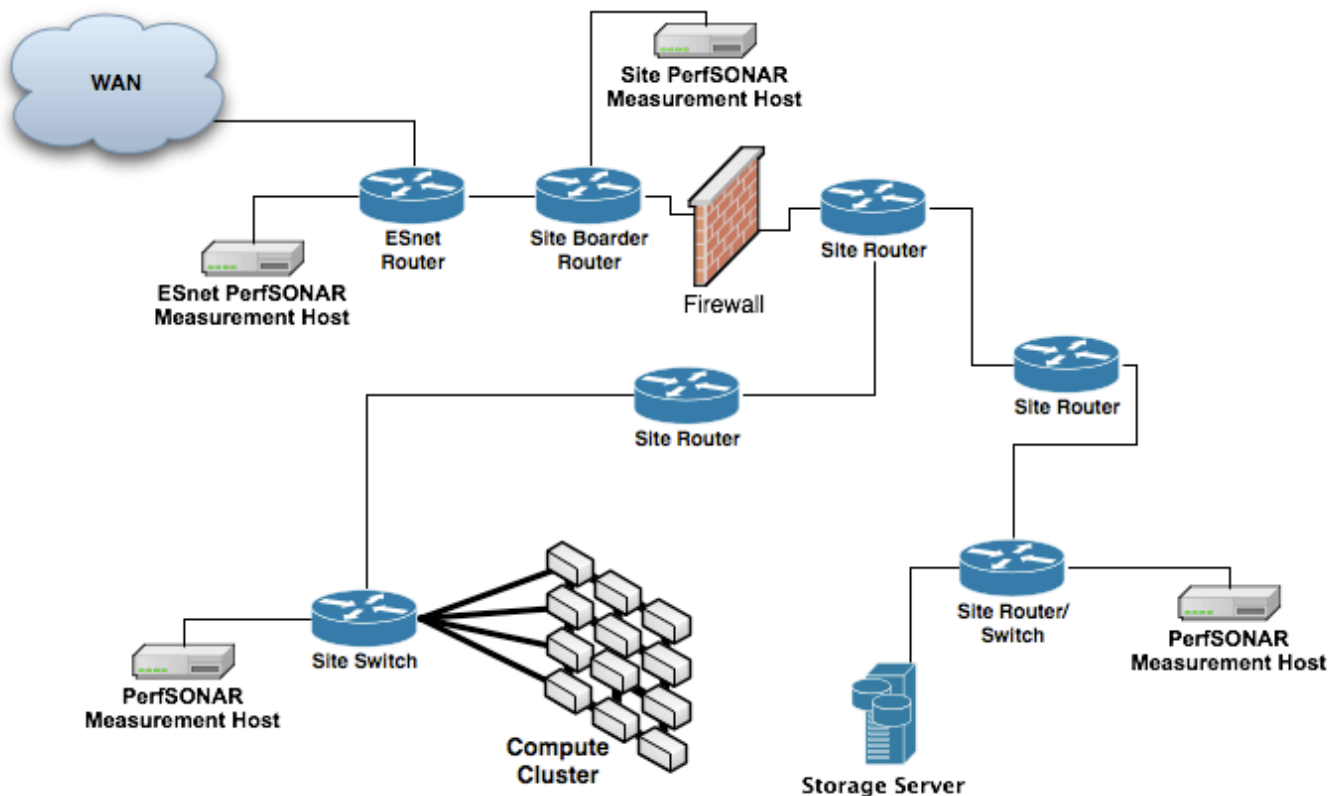 WAN
Site PerfSONAR
Measurement Host
ESnet
Router
Site Boarder
Router
Site Router
Firewall
ESnet PerfSONAR
Measurement Host
Site Router
Site Router
Site Router/
Switch
PerfSONAR
Measurement Host
Site Switch
PerfSONAR
Measurement Host
Compute
Cluster
Storage Server